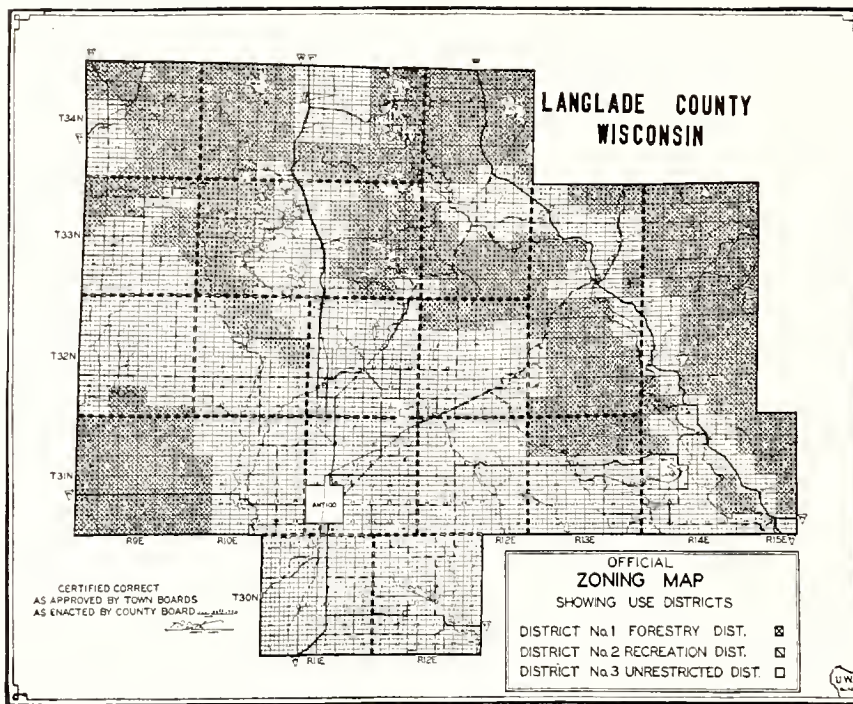 LANGLADE COUNTY
WISCONSIN
T34N
T33N
T32N
T31N
ANTIGO
R9E
R10E
R12E
R13E
R14E
R15E
T30N
R11E
R12E
CERTIFIED CORRECT
AS APPROVED BY TOWN BOARDS
AS ENACTED BY COUNTY BOARD
OFFICIAL
ZONING MAP
SHOWING USE DISTRICTS
DISTRICT No.1 FORESTRY DIST.
DISTRICT No.2 RECREATION DIST.
DISTRICT No.3 UNRESTRICTED DIST.
UW